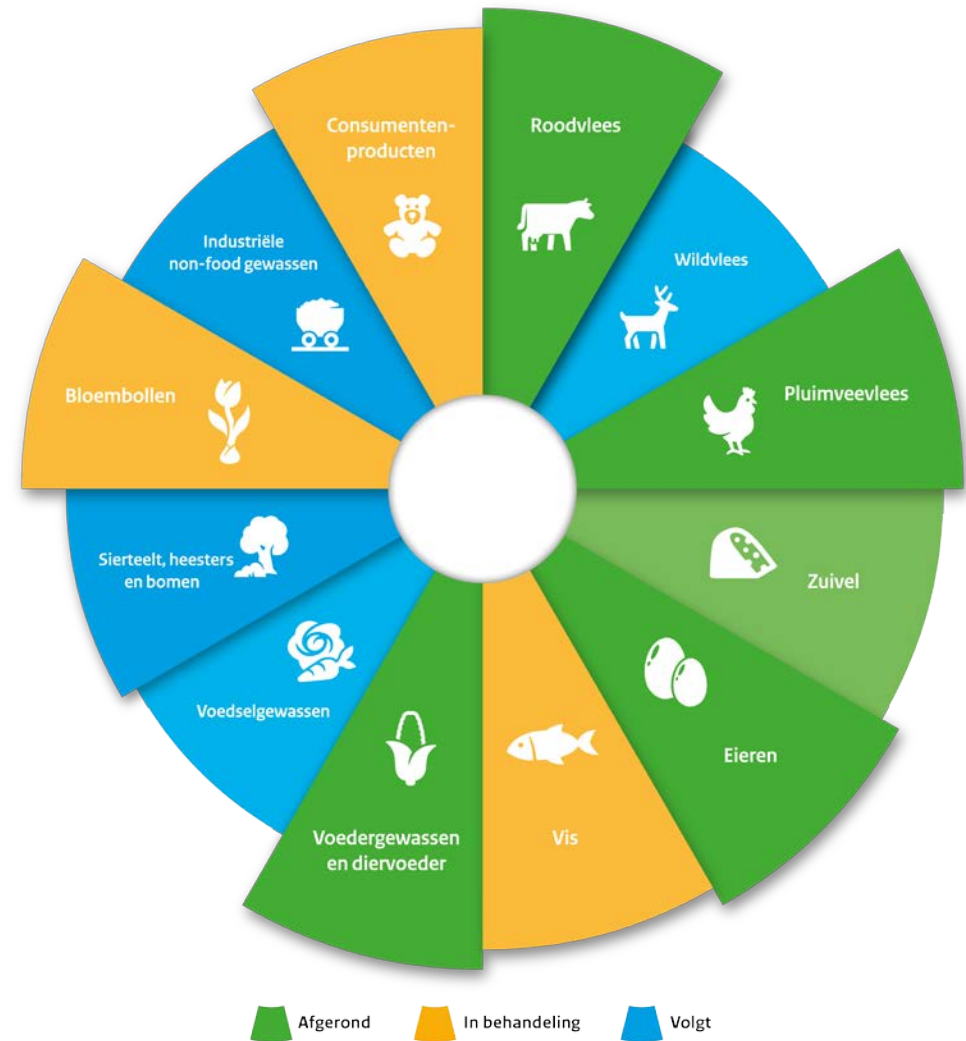 Consumenten-
producten
Roodvlees
Industriële
non-food gewassen
Wildvlees
Bloembollen
Pluimveevlees
Sierteelt, heesters
en bomen
Zuivel
Voedselgewassen
Eieren
Voedergewassen
en diervoeder
Vis
Afgerond
In behandeling
Volgt